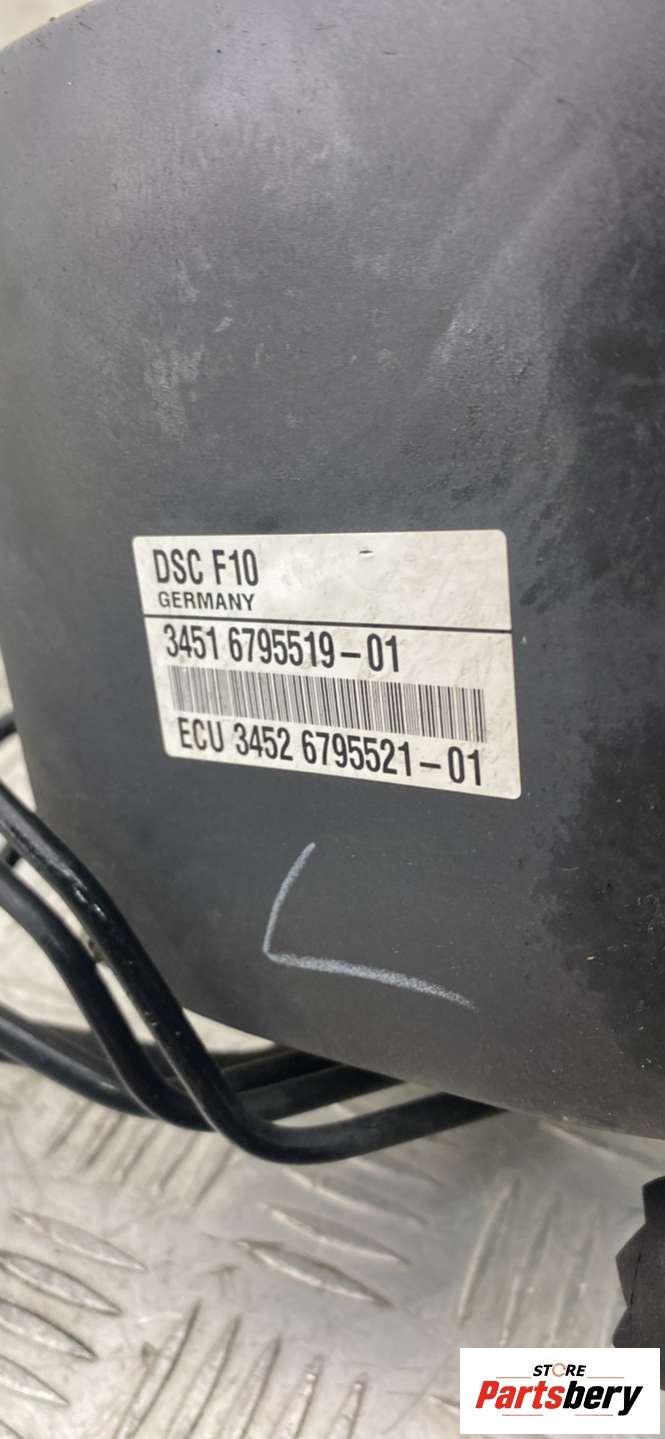 DSC F10
GERMANY
3451 6795519-01
ECU 3452 6795521-01
STORE
Partsbery